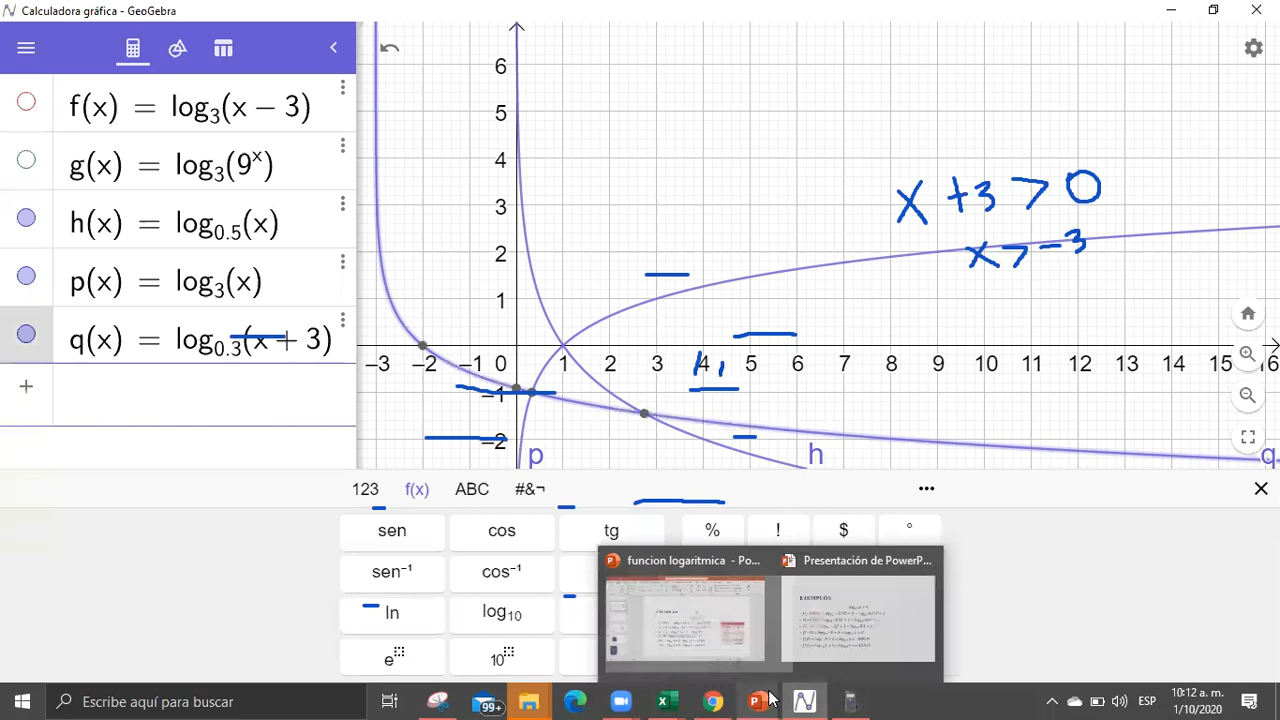 Calculadora gráfica - GeoGebra
f(x) = log₃(x − 3)
g(x) = log₃(9ˣ)
h(x) = log₀.₅(x)
p(x) = log₃(x)
q(x) = log₀.₃(x + 3)
6
5
4
3
2
1
−3 −2 −1 0 1 2 3 4 5 6 7 8 9 10 11 12 13 14 15 16
−1
−2
x + 3 > 0
x > −3
p
h
q
123 f(x) ABC #&¬ ...
sen cos tg % ! $ °
sen⁻¹ cos⁻¹
ln log₁₀
e 10
funcion logaritmica - Po...
Presentación de PowerP...
EJEMPLOS
Escribe aquí para buscar
99+
ESP
10:12 a. m.
1/10/2020